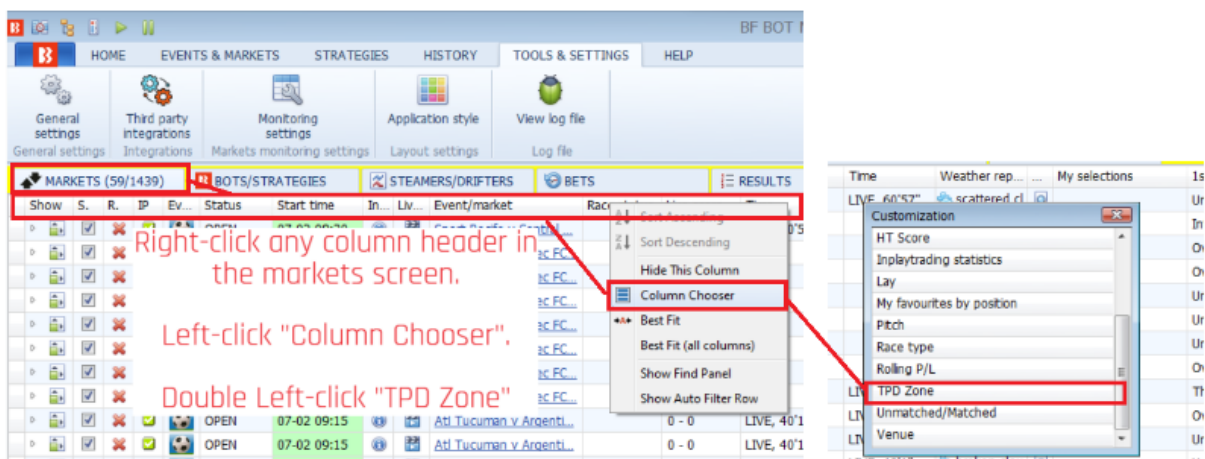 BF BOT
HOME EVENTS & MARKETS STRATEGIES HISTORY TOOLS & SETTINGS HELP
General settings
Third party integrations
Monitoring settings
Application style
View log file
General settings Integrations Markets monitoring settings Layout settings Log file
MARKETS (59/1439) BOTS/STRATEGIES STEAMERS/DRIFTERS BETS RESULTS
Show S. R. IP Ev... Status Start time In... Liv... Event/market
Right-click any column header in
the markets screen.
Left-click "Column Chooser".
Double Left-click "TPD Zone"
OPEN 07-02 09:15 Atl Tucuman v Argenti... 0 - 0 LIVE, 40'1
OPEN 07-02 09:15 Atl Tucuman v Argenti... 0 - 0 LIVE, 40'1
Sort Ascending
Sort Descending
Hide This Column
Column Chooser
Best Fit
Best Fit (all columns)
Show Find Panel
Show Auto Filter Row
Time Weather rep... ... My selections 1s
LIVE, 60'57" scattered cl
Customization
HT Score
Inplaytrading statistics
Lay
My favourites by position
Pitch
Race type
Rolling P/L
TPD Zone
Unmatched/Matched
Venue